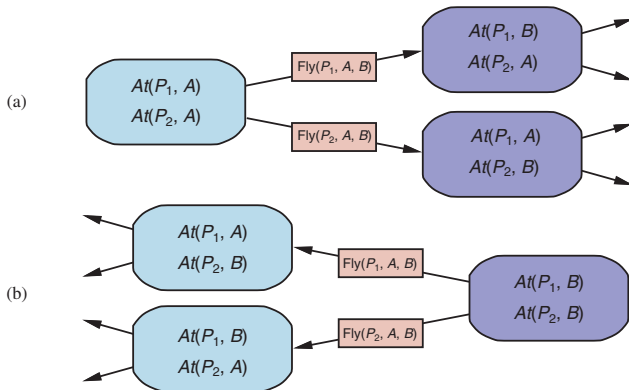 (a)
At(P₁, A)
At(P₂, A)
Fly(P₁, A, B)
Fly(P₂, A, B)
At(P₁, B)
At(P₂, A)
At(P₁, A)
At(P₂, B)
(b)
At(P₁, A)
At(P₂, B)
At(P₁, B)
At(P₂, A)
Fly(P₁, A, B)
Fly(P₂, A, B)
At(P₁, B)
At(P₂, B)